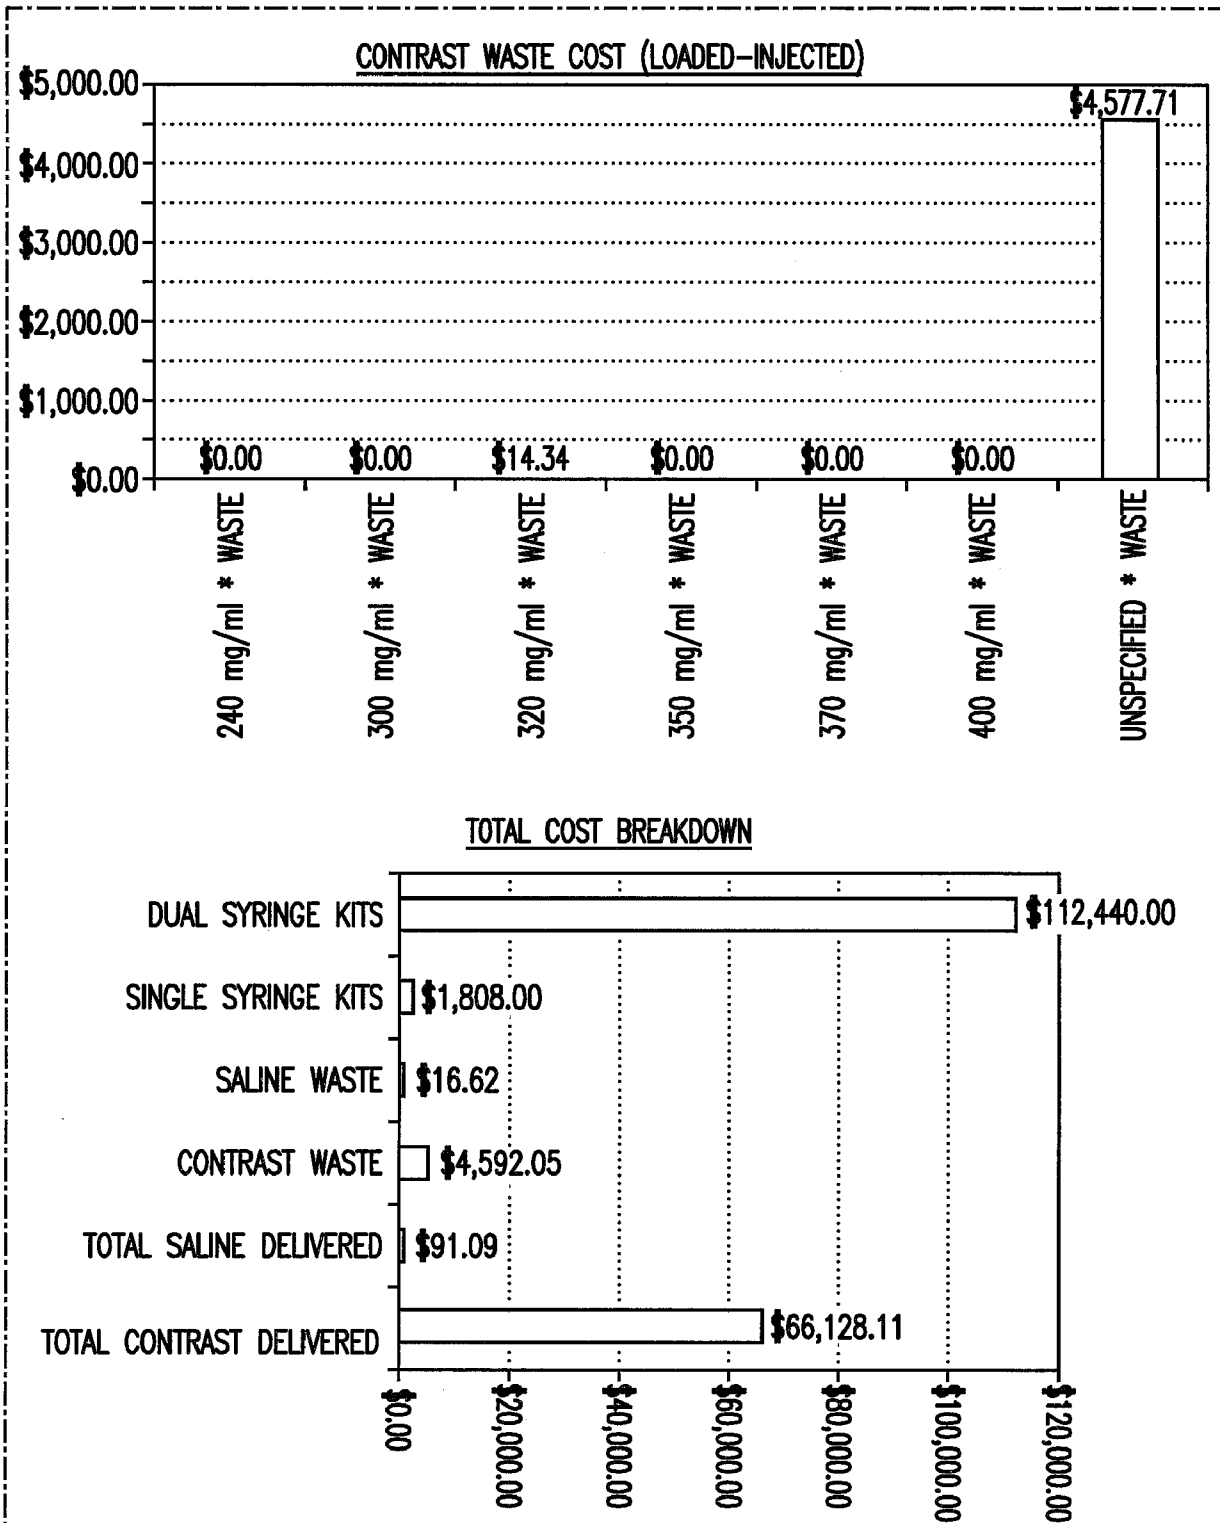 CONTRAST WASTE COST (LOADED-INJECTED)
$5,000.00
$4,000.00
$3,000.00
$2,000.00
$1,000.00
$0.00
$0.00
$0.00
$14.34
$0.00
$0.00
$0.00
$4,577.71
240 mg/ml * WASTE
300 mg/ml * WASTE
320 mg/ml * WASTE
350 mg/ml * WASTE
370 mg/ml * WASTE
400 mg/ml * WASTE
UNSPECIFIED * WASTE
TOTAL COST BREAKDOWN
DUAL SYRINGE KITS $112,440.00
SINGLE SYRINGE KITS $1,808.00
SALINE WASTE $16.62
CONTRAST WASTE $4,592.05
TOTAL SALINE DELIVERED $91.09
TOTAL CONTRAST DELIVERED $66,128.11
$0.00
$20,000.00
$40,000.00
$60,000.00
$80,000.00
$100,000.00
$120,000.00